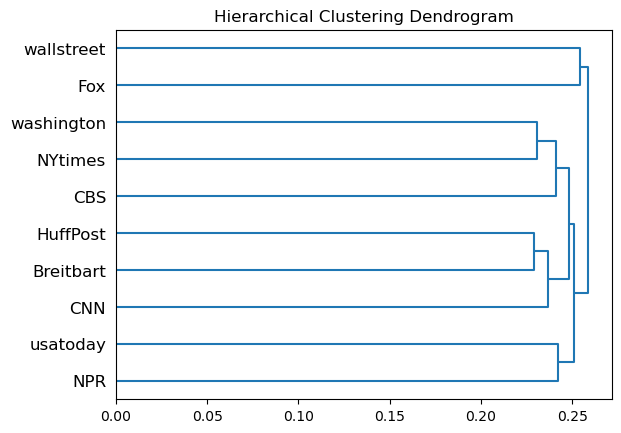 Hierarchical Clustering Dendrogram
wallstreet
Fox
washington
NYtimes
CBS
HuffPost
Breitbart
CNN
usatoday
NPR
0.00 0.05 0.10 0.15 0.20 0.25